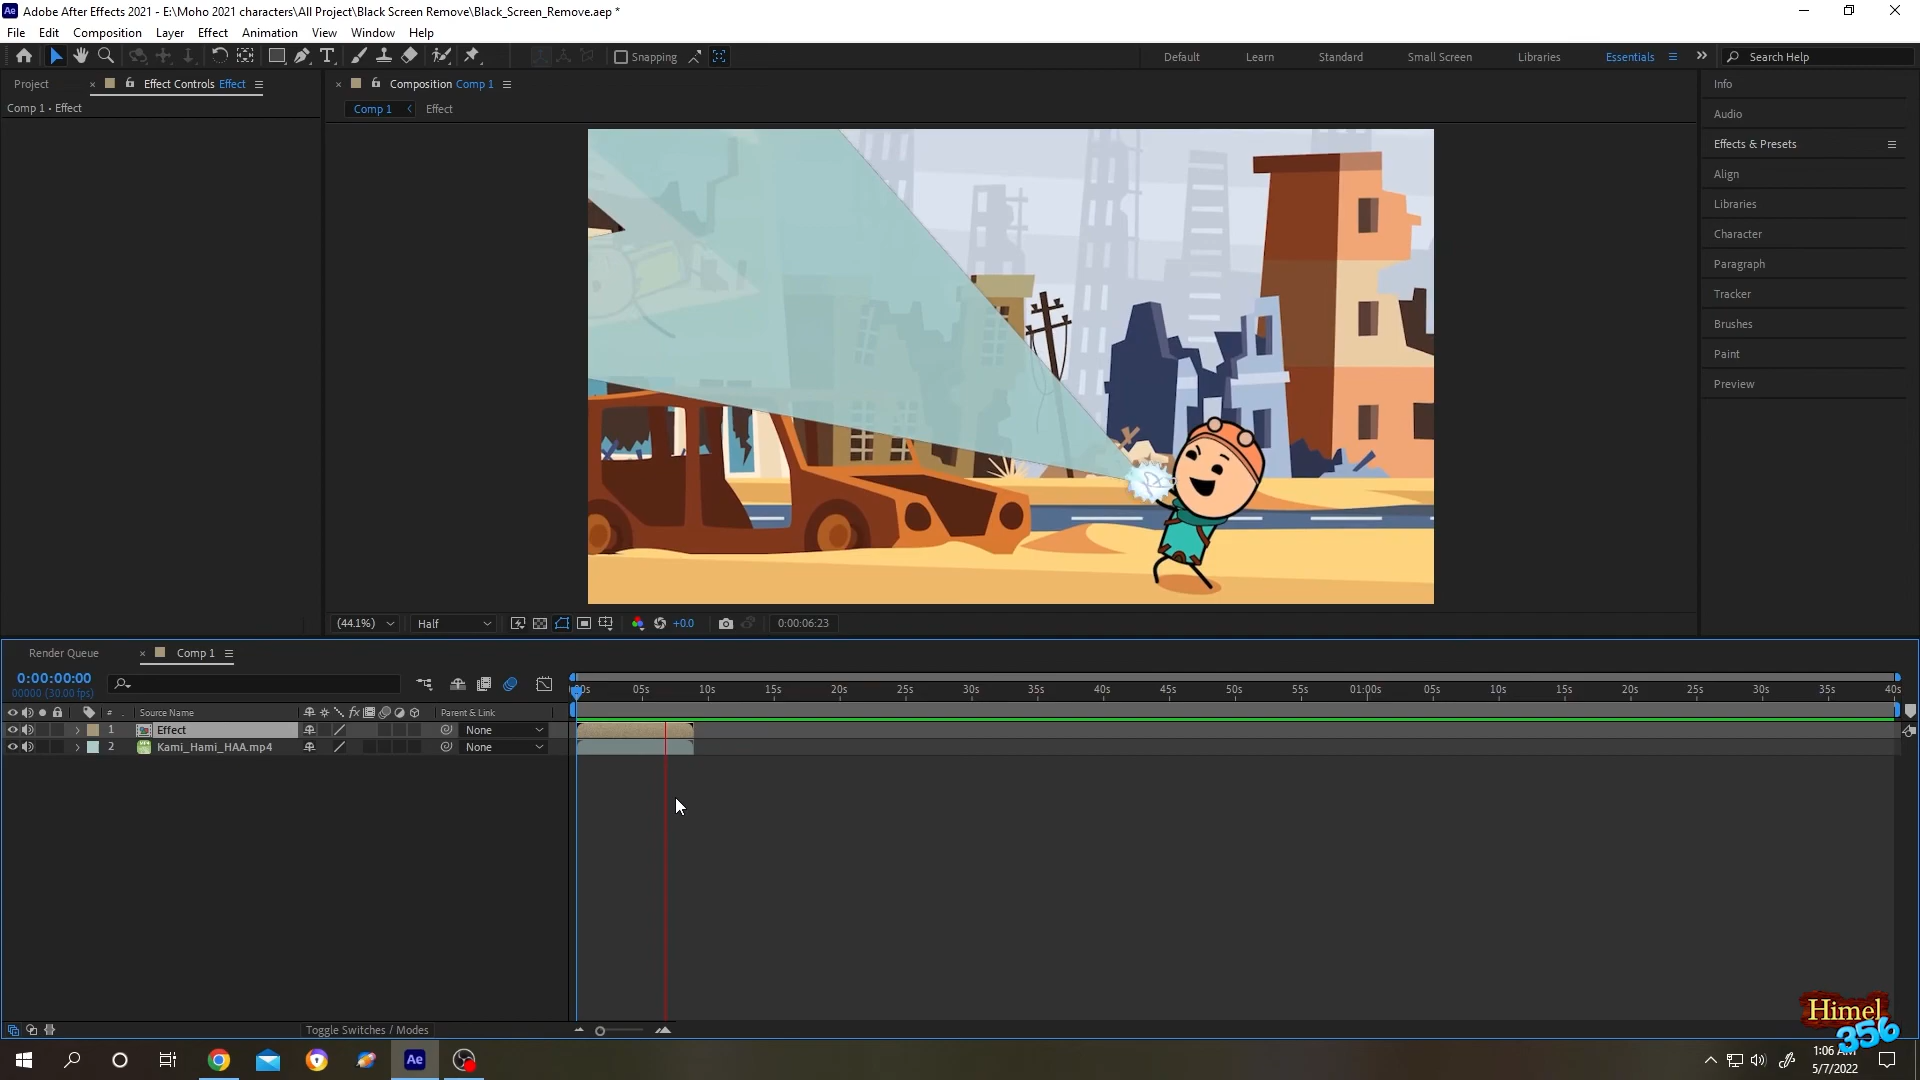 Ae Adobe After Effects 2021 - E:\Moho 2021 characters\All Project\Black Screen Remove\Black_Screen_Remove.aep *
File Edit Composition Layer Effect Animation View Window Help
Snapping
Default Learn Standard Small Screen Libraries Essentials
Search Help
Project
Effect Controls Effect
Composition Comp 1
Comp 1 • Effect
Comp 1 Effect
Info
Audio
Effects & Presets
Align
Libraries
Character
Paragraph
Tracker
Brushes
Paint
Preview
(44.1%) Half +0.0 0:00:06:23
Render Queue
Comp 1
0:00:00:00
00000 (30.00 fps)
05s 10s 15s 20s 25s 30s 35s 40s 45s 50s 55s 01:00s 05s 10s 15s 20s 25s 30s 35s 40s
# Source Name fx Parent & Link
1 Effect None
2 Kami_Hami_HAA.mp4 None
Toggle Switches / Modes
Himel
356
Ae
1:06
5/7/2022